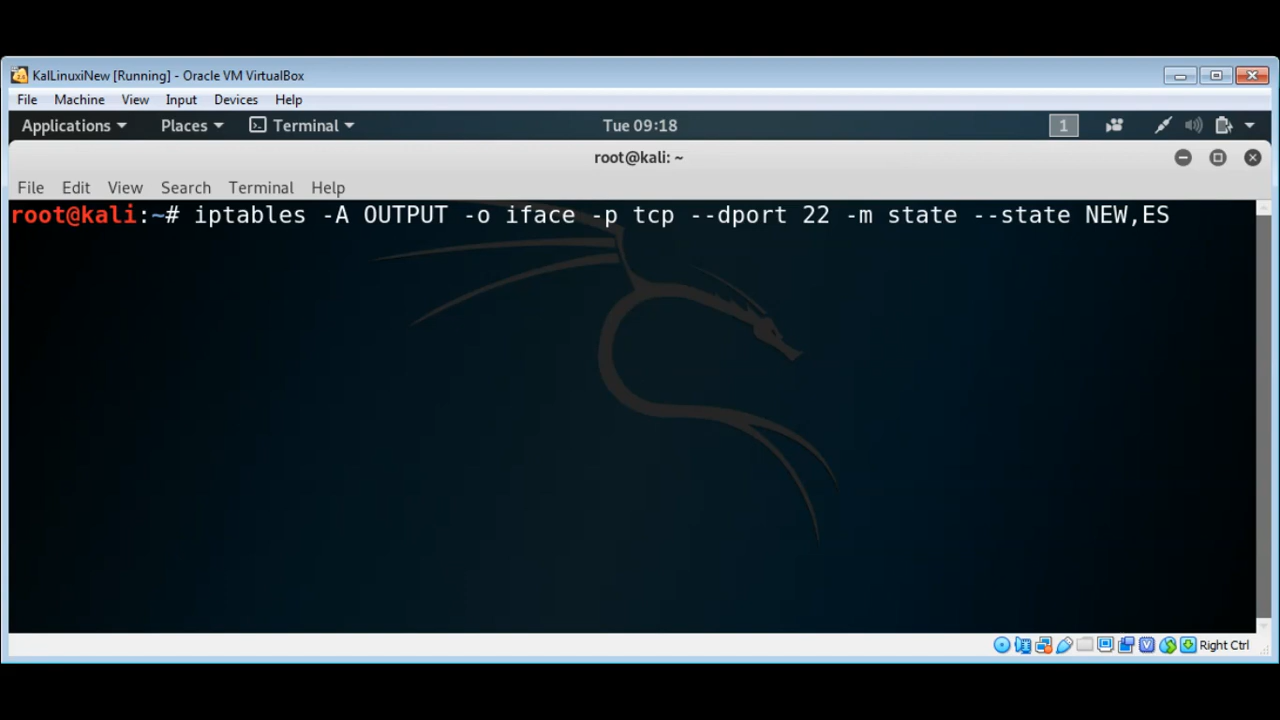 KalLinuxiNew [Running] - Oracle VM VirtualBox
File Machine View Input Devices Help
Applications Places Terminal Tue 09:18 1
root@kali: ~
File Edit View Search Terminal Help
root@kali:~# iptables -A OUTPUT -o iface -p tcp --dport 22 -m state --state NEW,ES
Right Ctrl